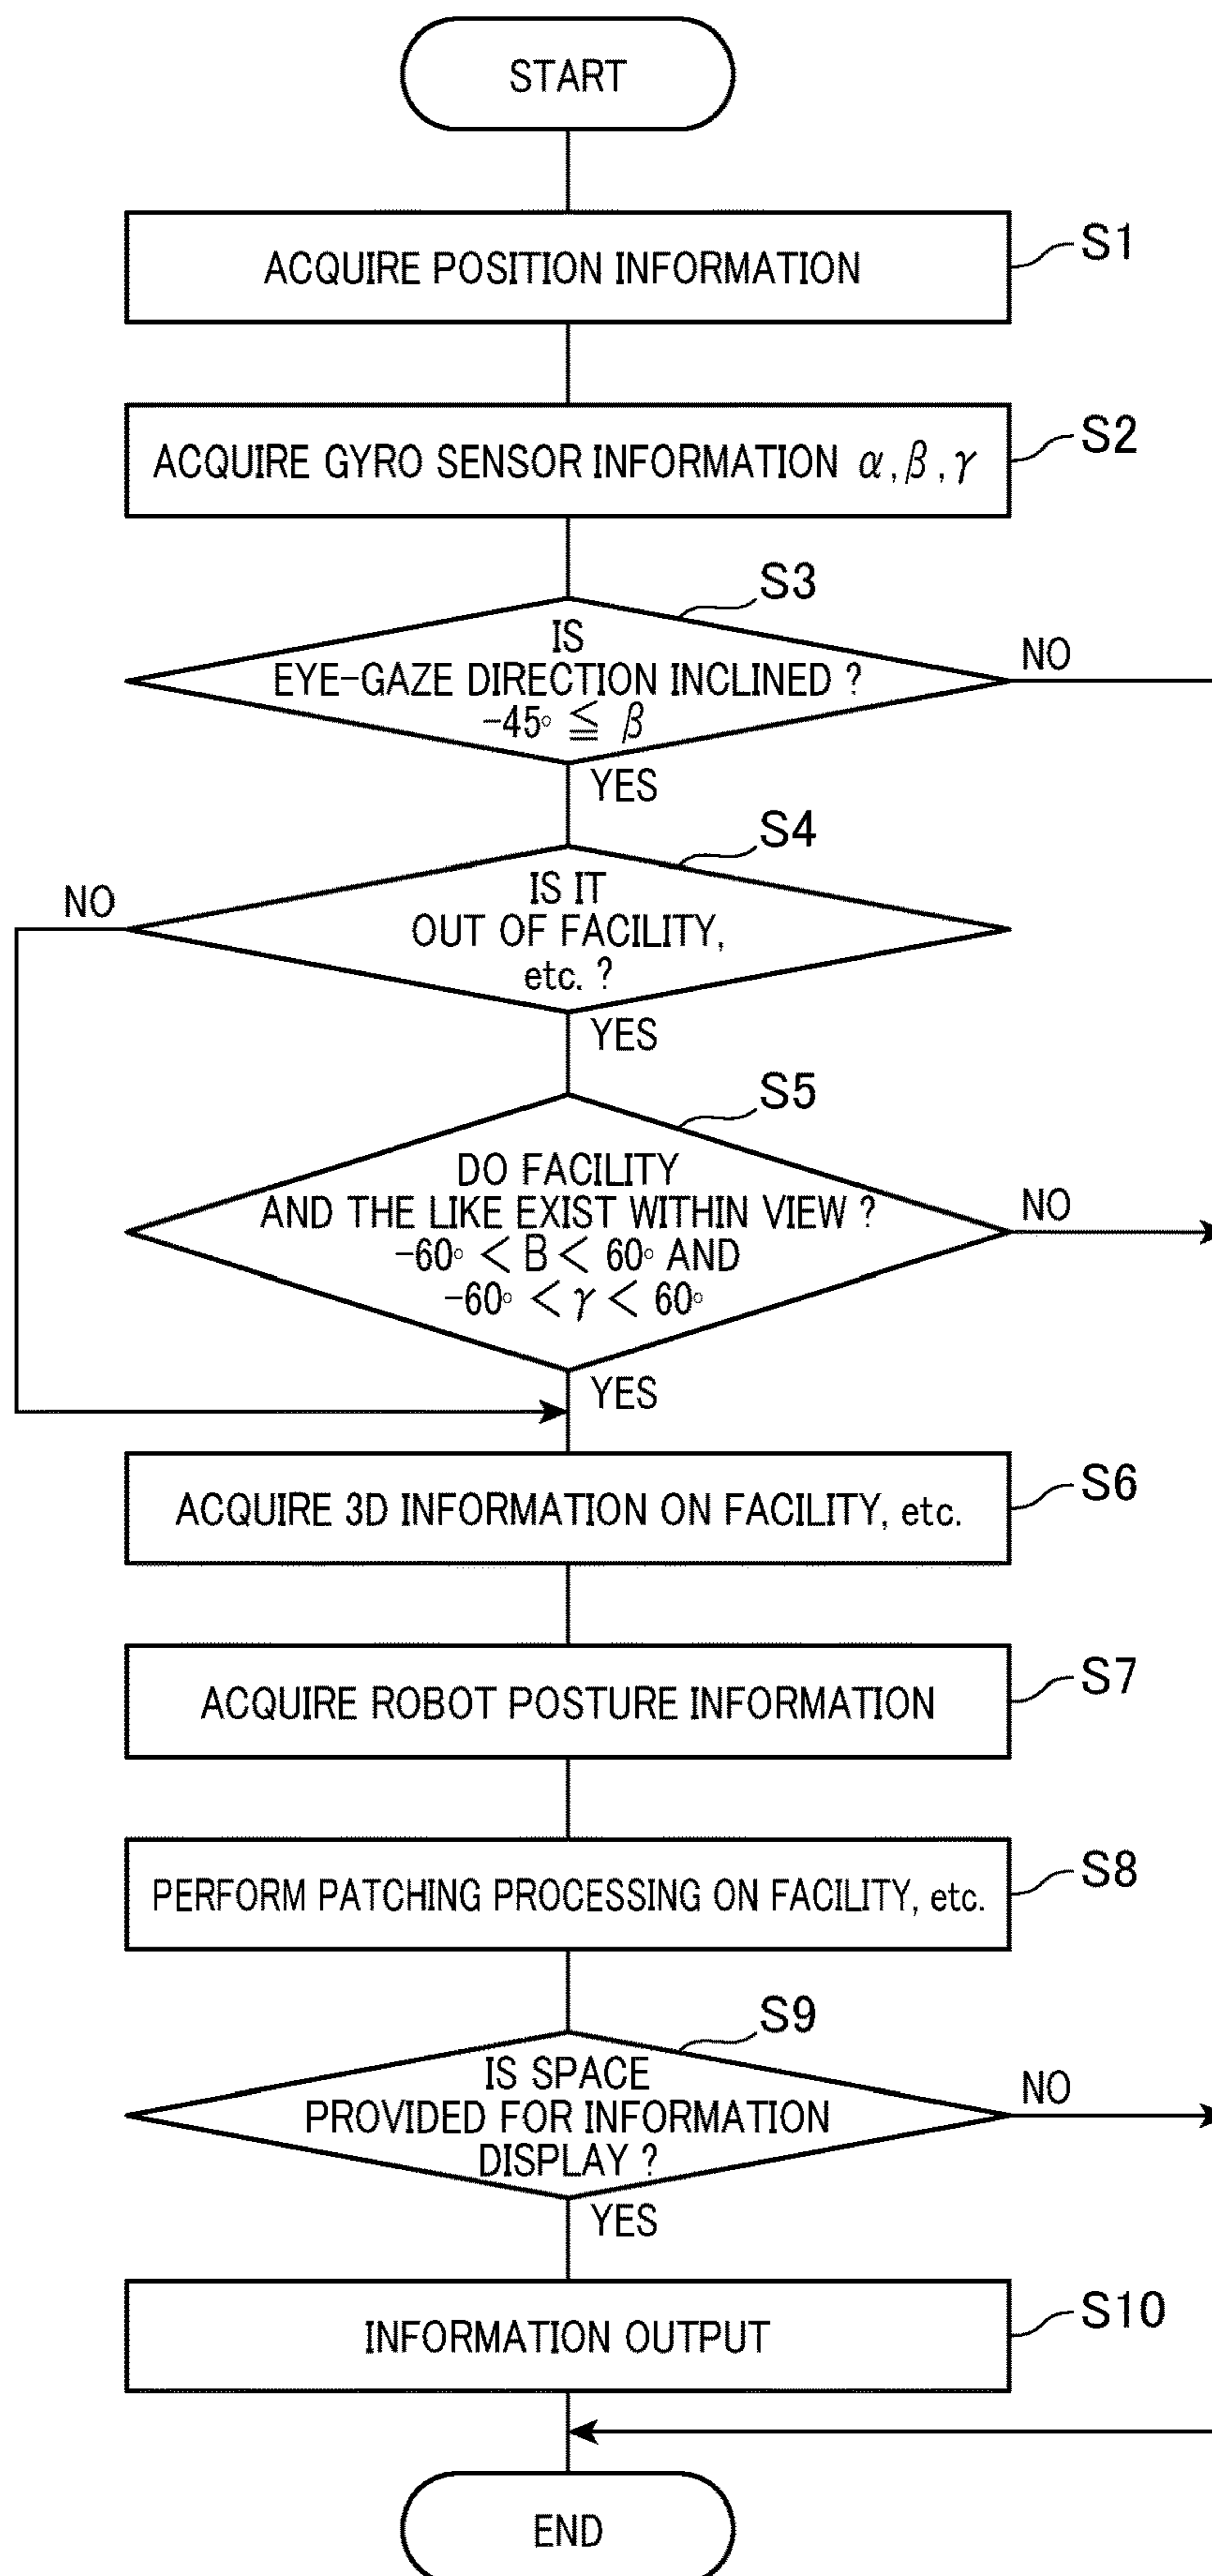 START
ACQUIRE POSITION INFORMATION
S1
ACQUIRE GYRO SENSOR INFORMATION α, β, γ
S2
S3
IS
EYE-GAZE DIRECTION INCLINED ?
-45° ≦ β
NO
YES
S4
IS IT
OUT OF FACILITY,
etc. ?
NO
YES
S5
DO FACILITY
AND THE LIKE EXIST WITHIN VIEW ?
-60° < B < 60° AND
-60° < γ < 60°
NO
YES
ACQUIRE 3D INFORMATION ON FACILITY, etc.
S6
ACQUIRE ROBOT POSTURE INFORMATION
S7
PERFORM PATCHING PROCESSING ON FACILITY, etc.
S8
S9
IS SPACE
PROVIDED FOR INFORMATION
DISPLAY ?
NO
YES
INFORMATION OUTPUT
S10
END